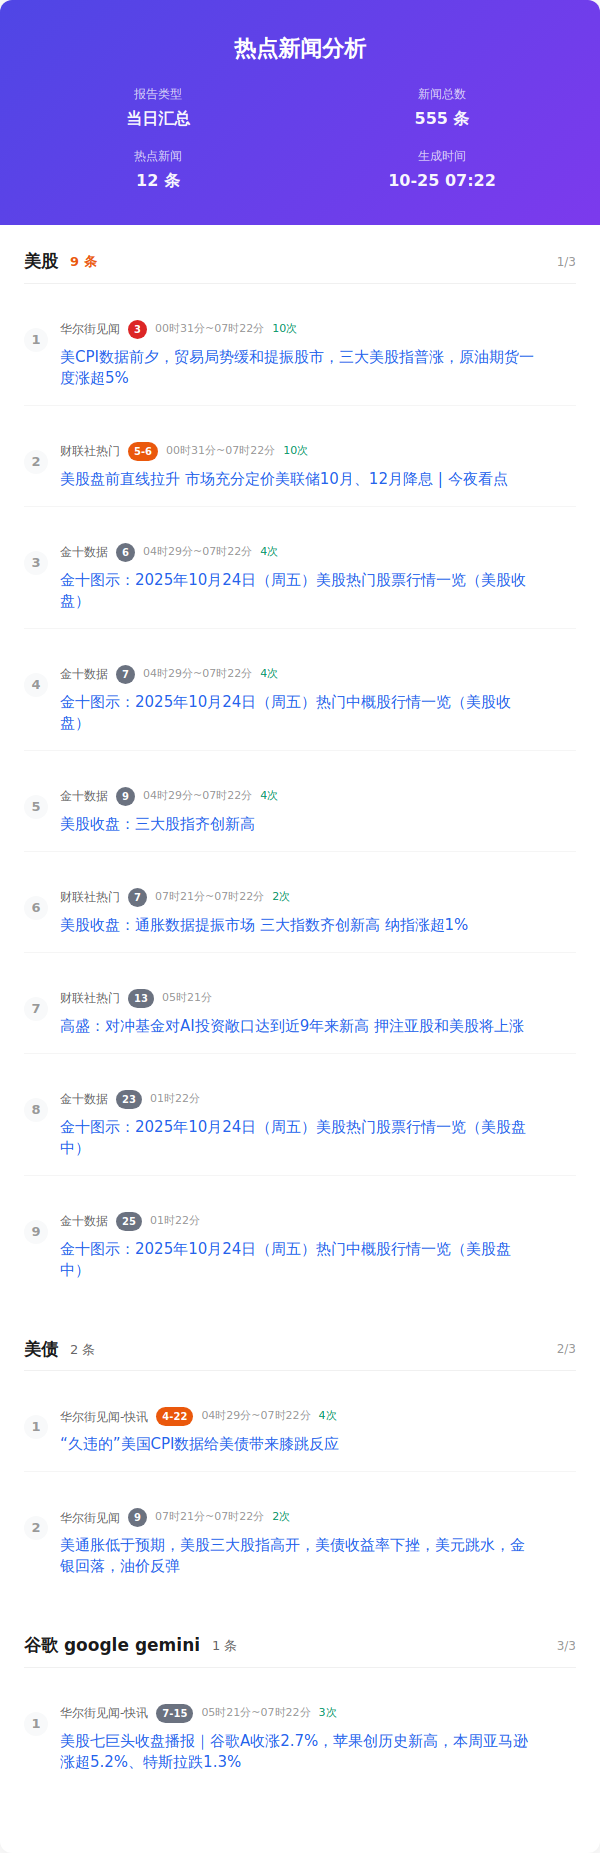 热点新闻分析
报告类型
新闻总数
当日汇总
555 条
热点新闻
生成时间
12 条
10-25 07:22
美股 9 条 1/3
1
华尔街见闻 3 00时31分~07时22分 10次
美CPI数据前夕，贸易局势缓和提振股市，三大美股指普涨，原油期货一
度涨超5%
2
财联社热门 5-6 00时31分~07时22分 10次
美股盘前直线拉升 市场充分定价美联储10月、12月降息 | 今夜看点
3
金十数据 6 04时29分~07时22分 4次
金十图示：2025年10月24日（周五）美股热门股票行情一览（美股收
盘）
4
金十数据 7 04时29分~07时22分 4次
金十图示：2025年10月24日（周五）热门中概股行情一览（美股收
盘）
5
金十数据 9 04时29分~07时22分 4次
美股收盘：三大股指齐创新高
6
财联社热门 7 07时21分~07时22分 2次
美股收盘：通胀数据提振市场 三大指数齐创新高 纳指涨超1%
7
财联社热门 13 05时21分
高盛：对冲基金对AI投资敞口达到近9年来新高 押注亚股和美股将上涨
8
金十数据 23 01时22分
金十图示：2025年10月24日（周五）美股热门股票行情一览（美股盘
中）
9
金十数据 25 01时22分
金十图示：2025年10月24日（周五）热门中概股行情一览（美股盘
中）
美债 2 条 2/3
1
华尔街见闻-快讯 4-22 04时29分~07时22分 4次
“久违的”美国CPI数据给美债带来膝跳反应
2
华尔街见闻 9 07时21分~07时22分 2次
美通胀低于预期，美股三大股指高开，美债收益率下挫，美元跳水，金
银回落，油价反弹
谷歌 google gemini 1 条 3/3
1
华尔街见闻-快讯 7-15 05时21分~07时22分 3次
美股七巨头收盘播报｜谷歌A收涨2.7%，苹果创历史新高，本周亚马逊
涨超5.2%、特斯拉跌1.3%